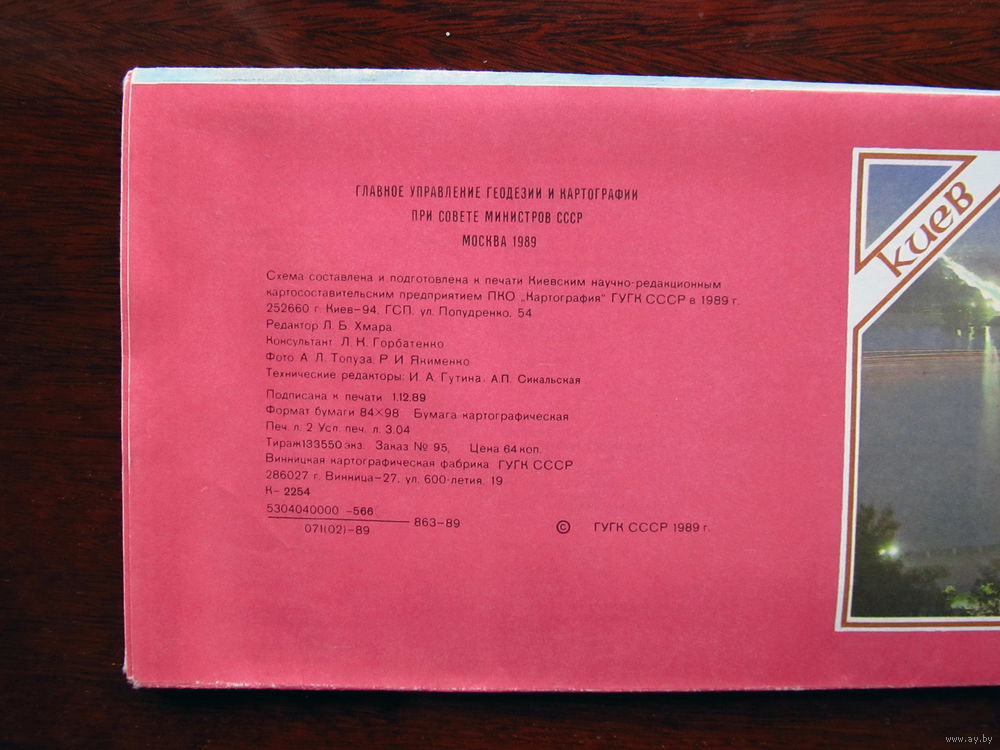 ГЛАВНОЕ УПРАВЛЕНИЕ ГЕОДЕЗИИ И КАРТОГРАФИИ
ПРИ СОВЕТЕ МИНИСТРОВ СССР
МОСКВА 1989
Схема составлена и подготовлена к печати Киевским научно-редакционным
картосоставительским предприятием ПКО „Картография" ГУГК СССР в 1989 г.
252660 г. Киев-94, ГСП, ул. Попудренко, 54
Редактор Л. Б. Хмара.
Консультант Л. Н. Горбатенко
Фото А. Л. Топуза, Р. И Якименко
Технические редакторы: И. А. Гутина, А.П. Сикальская
Подписана к печати 1.12.89
Формат бумаги 84×98 Бумага картографическая
Печ. л. 2 Усл. печ. л. 3.04
Тираж133550 экз. Заказ № 95, Цена 64 коп.
Винницкая картографическая фабрика ГУГК СССР
286027 г. Винница-27, ул. 600-летия, 19
К- 2254
5304040000 -566
071(02)-89
863-89
© ГУГК СССР 1989 г.
киев
www.ay.by